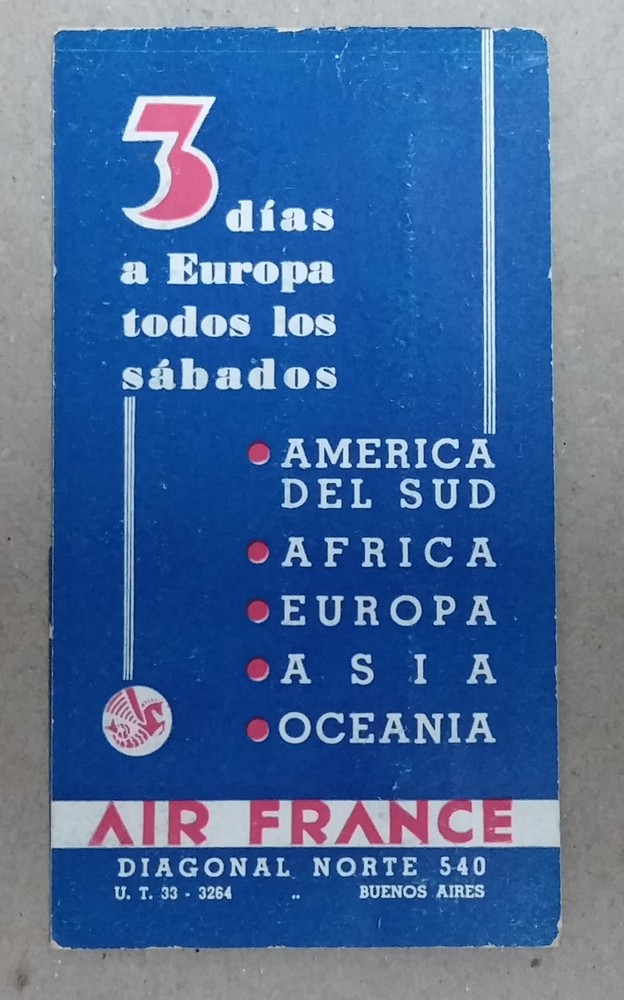 3 días
a Europa
todos los
sábados
AMERICA
DEL SUD
AFRICA
EUROPA
ASIA
OCEANIA
AIR FRANCE
DIAGONAL NORTE 540
U. T. 33 - 3264 .. BUENOS AIRES